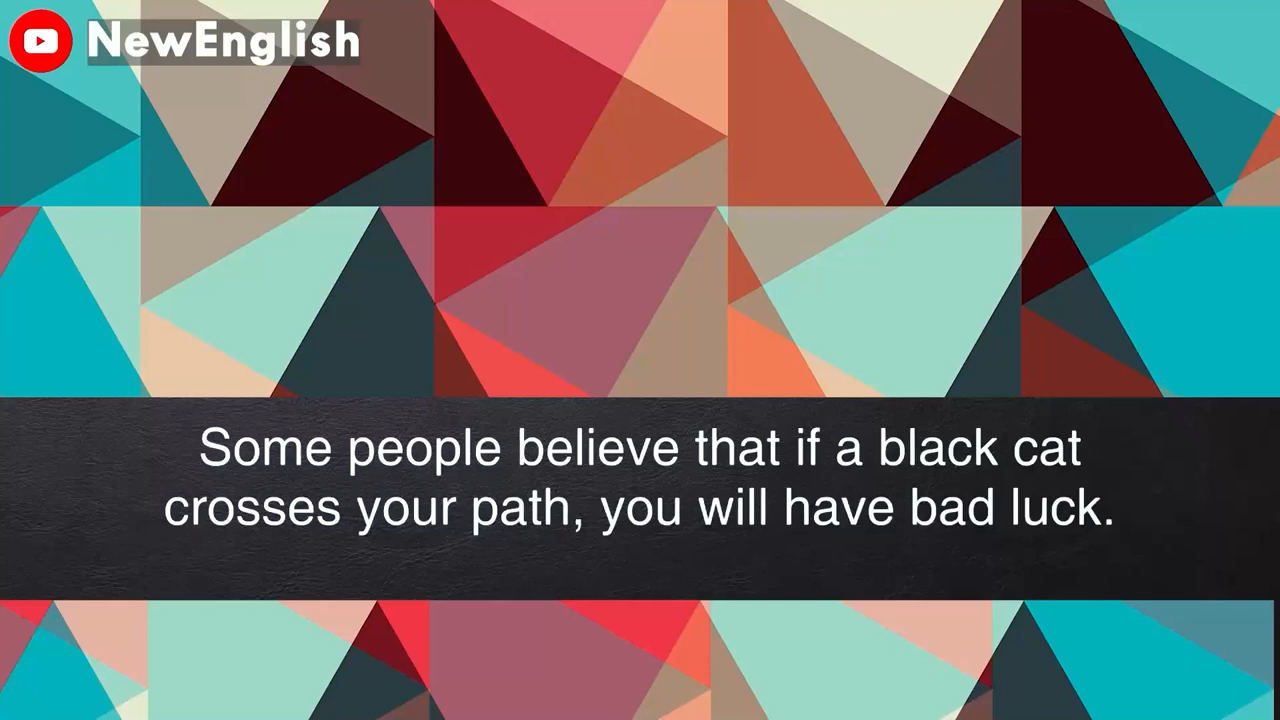 NewEnglish
Some people believe that if a black cat
crosses your path, you will have bad luck.